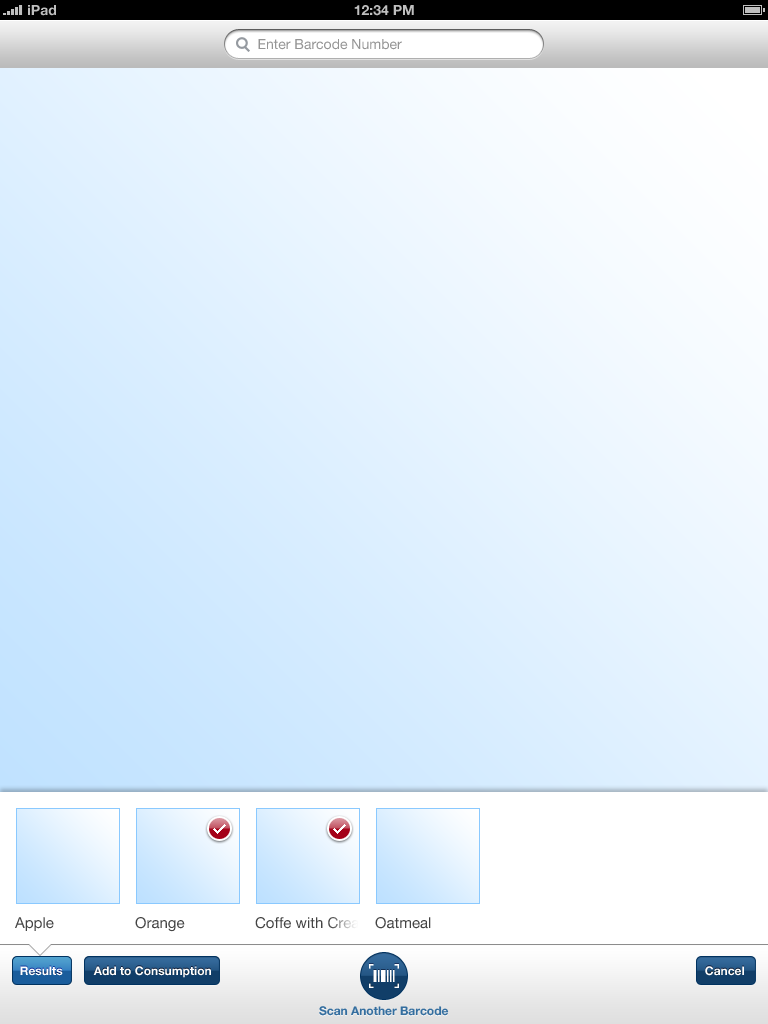 iPad 12:34 PM
Enter Barcode Number
Apple Orange Coffe with Crea Oatmeal
Results Add to Consumption Cancel
Scan Another Barcode